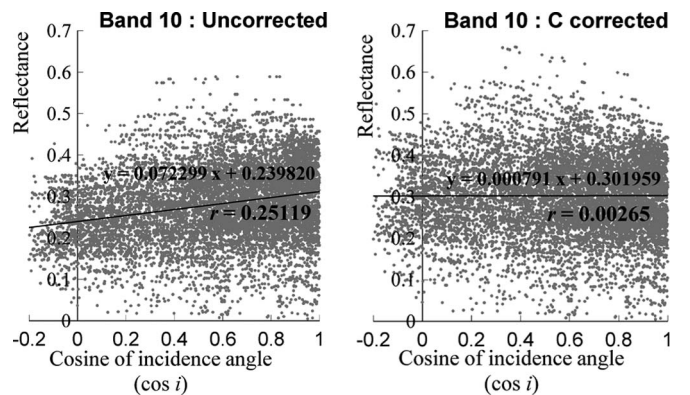 Band 10 : Uncorrected
Reflectance
0.7
0.6
0.5
0.4
0.3
0.2
0.1
0
y = 0.072299 x + 0.239820
r = 0.25119
-0.2 0 0.2 0.4 0.6 0.8 1
Cosine of incidence angle
(cos i)
Band 10 : C corrected
Reflectance
0.7
0.6
0.5
0.4
0.3
0.2
0.1
0
y = 0.000791 x + 0.301959
r = 0.00265
-0.2 0 0.2 0.4 0.6 0.8 1
Cosine of incidence angle
(cos i)